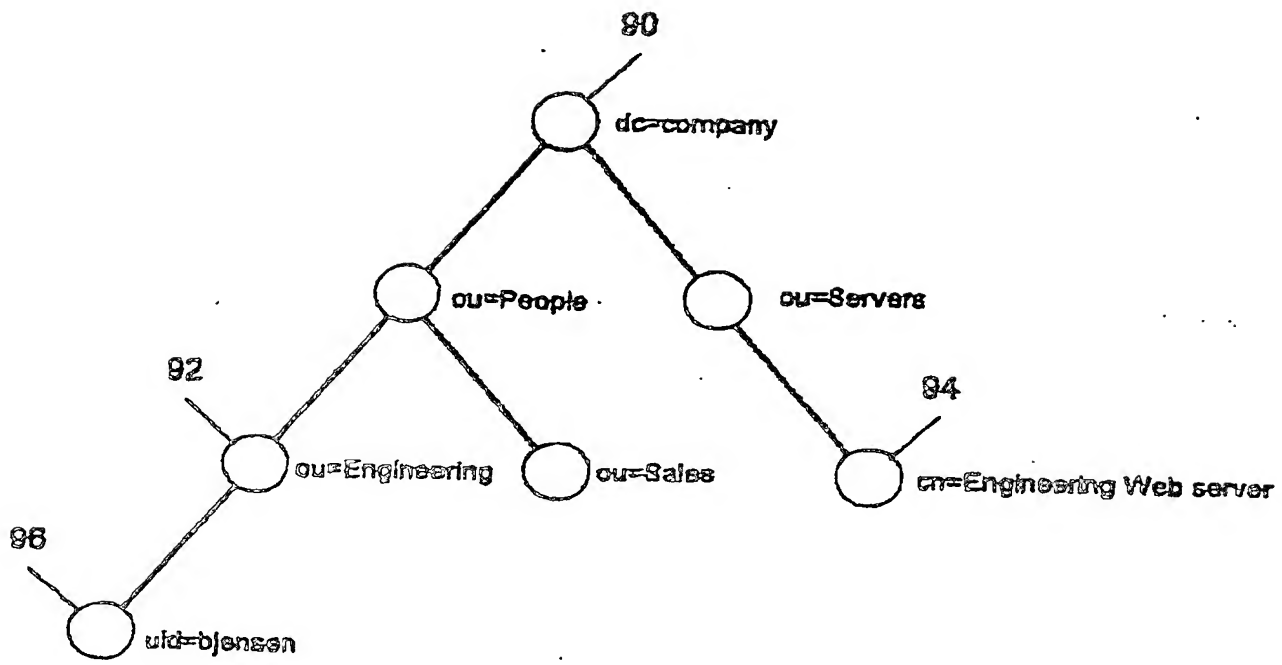 90
dc=company
ou=People
ou=Servers
92
94
ou=Engineering
ou=Sales
cn=Engineering Web server
96
uid=bjensen